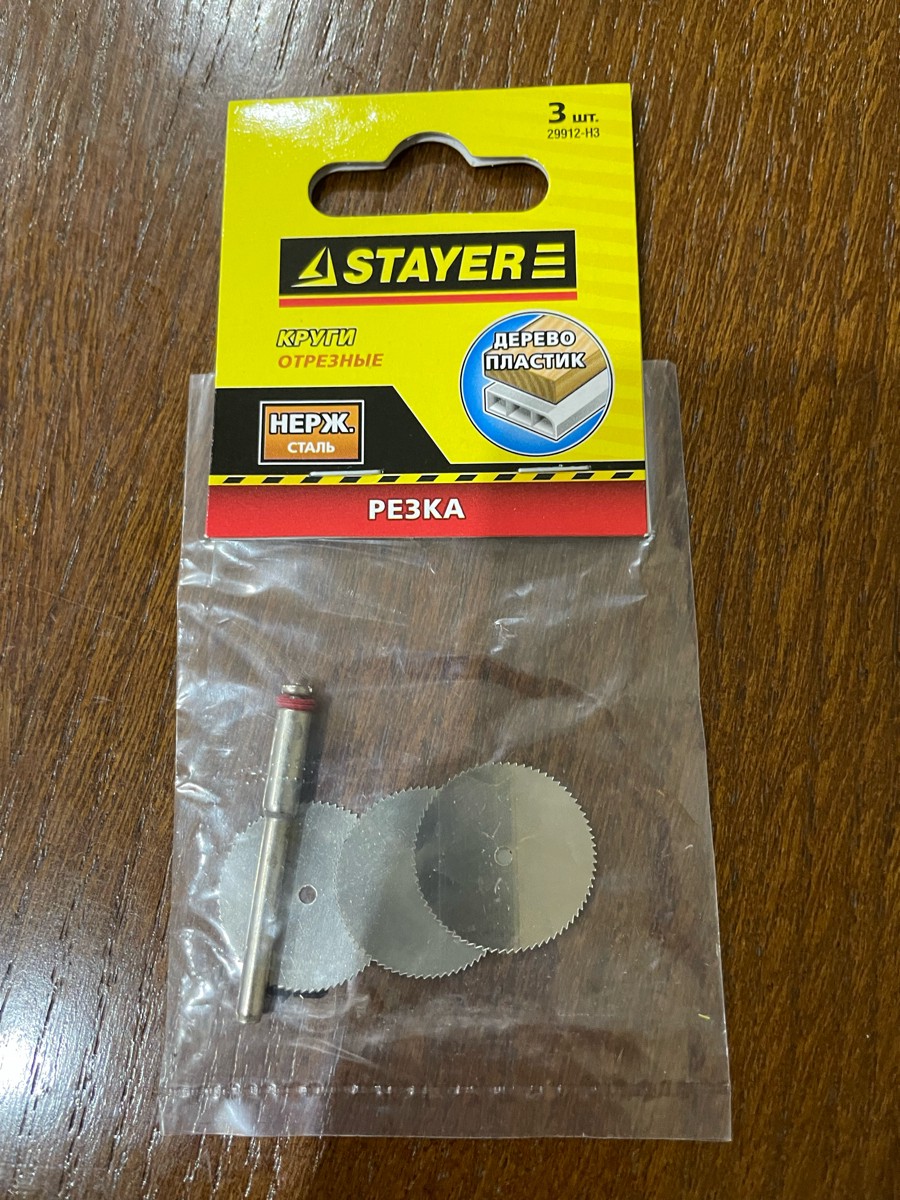 3 шт.
29912-H3
STAYER
КРУГИ
ОТРЕЗНЫЕ
ДЕРЕВО
ПЛАСТИК
НЕРЖ.
СТАЛЬ
РЕЗКА